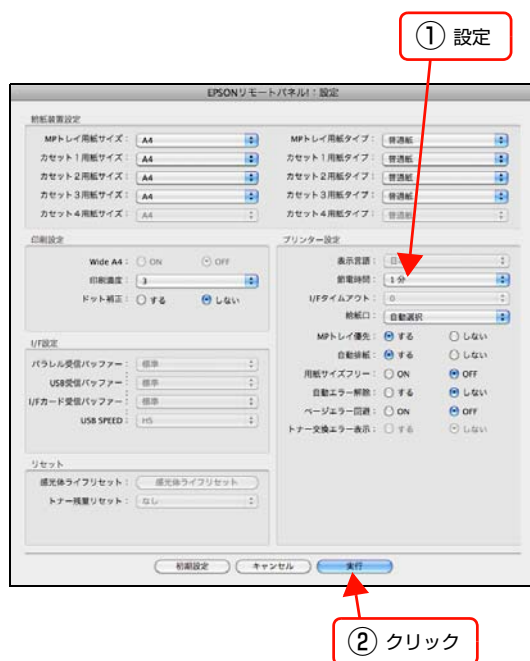 ① 設定
EPSONリモートパネル!：設定
給紙装置設定
MPトレイ用紙サイズ： A4 MPトレイ用紙タイプ： 普通紙
カセット1用紙サイズ： A4 カセット1用紙タイプ： 普通紙
カセット2用紙サイズ： A4 カセット2用紙タイプ： 普通紙
カセット3用紙サイズ： A4 カセット3用紙タイプ： 普通紙
カセット4用紙サイズ： A4 カセット4用紙タイプ： 普通紙
印刷設定
Wide A4： ON OFF
印刷濃度： 3
ドット補正： する しない
プリンター設定
表示言語：
節電時間： 1 分
I/Fタイムアウト： 0
給紙口： 自動選択
MPトレイ優先： する しない
自動排紙： する しない
用紙サイズフリー： ON OFF
自動エラー解除： する しない
ページエラー回避： ON OFF
トナー交換エラー表示： する しない
I/F設定
パラレル受信バッファー： 標準
USB受信バッファー： 標準
I/Fカード受信バッファー： 標準
USB SPEED： HS
リセット
感光体ライフリセット： 感光体ライフリセット
トナー残量リセット： なし
初期設定 キャンセル 実行
② クリック